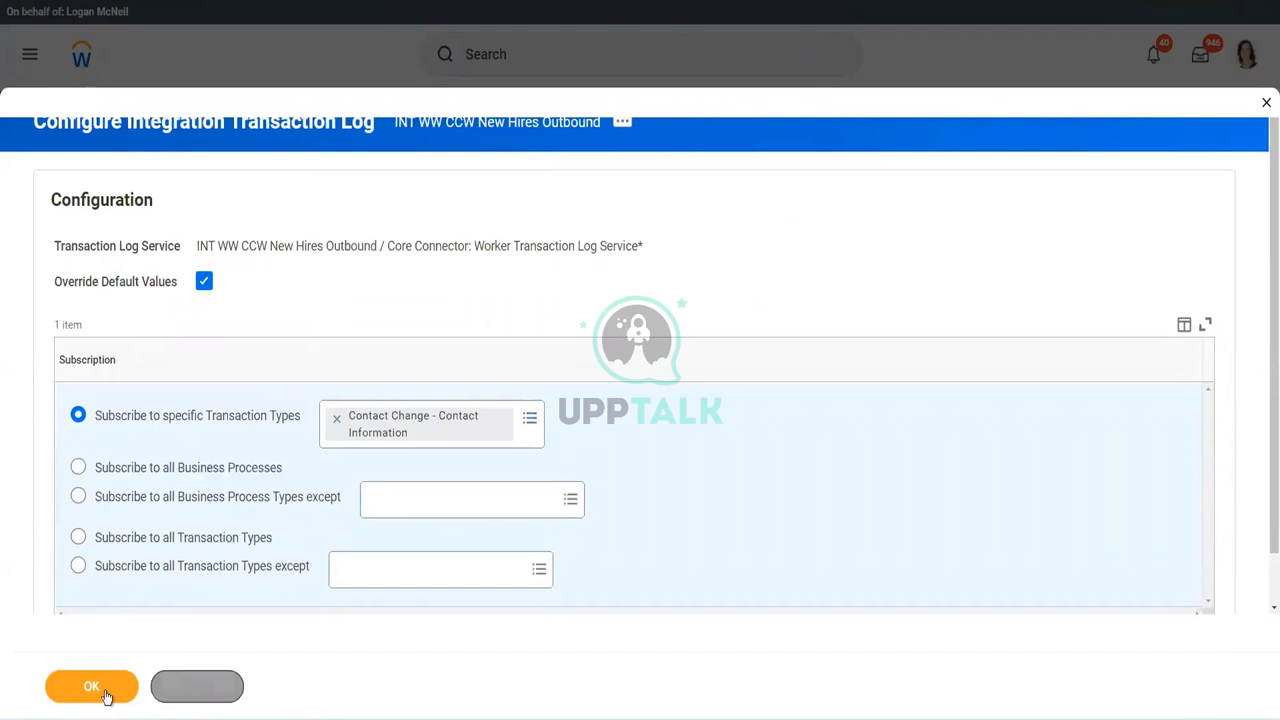 On behalf of: Logan McNeil
W
Search
40
946
Configure Integration Transaction Log
INT WW CCW New Hires Outbound
Configuration
Transaction Log Service INT WW CCW New Hires Outbound / Core Connector: Worker Transaction Log Service*
Override Default Values
1 item
Subscription
Subscribe to specific Transaction Types
Contact Change - Contact
Information
UPPTALK
Subscribe to all Business Processes
Subscribe to all Business Process Types except
Subscribe to all Transaction Types
Subscribe to all Transaction Types except
OK